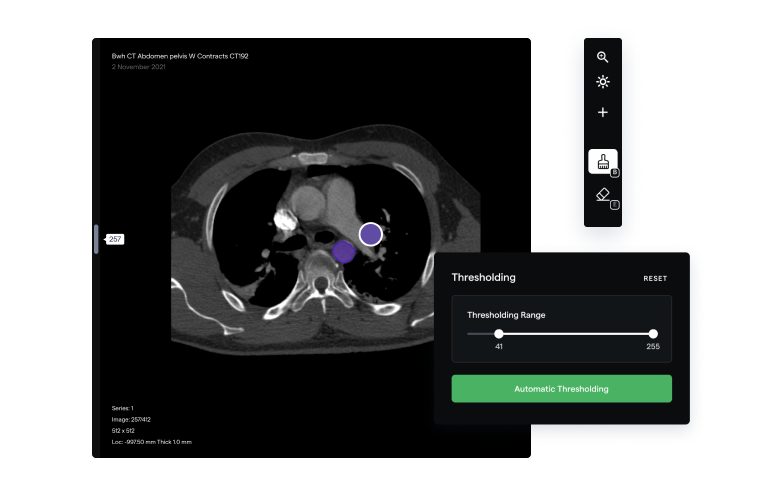 Bwh CT Abdomen pelvis W Contracts CT192
2 November 2021
257
B
Thresholding
RESET
Thresholding Range
41
255
Automatic Thresholding
Series: 1
Image: 257/412
512 x 512
Loc: -997.50 mm Thick 1.0 mm